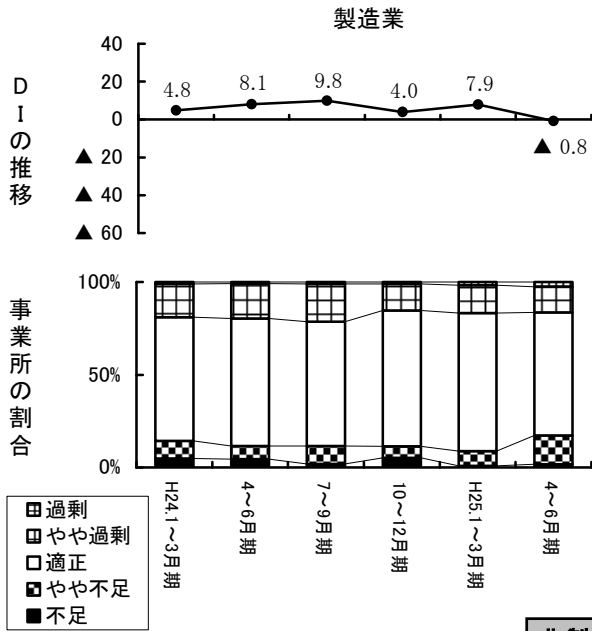 製造業
DIの推移
40
20
0
▲ 20
▲ 40
▲ 60
4.8
8.1
9.8
4.0
7.9
▲ 0.8
事業所の割合
100%
50%
0%
H24.1～3月期
4～6月期
7～9月期
10～12月期
H25.1～3月期
4～6月期
過剰
やや過剰
適正
やや不足
不足